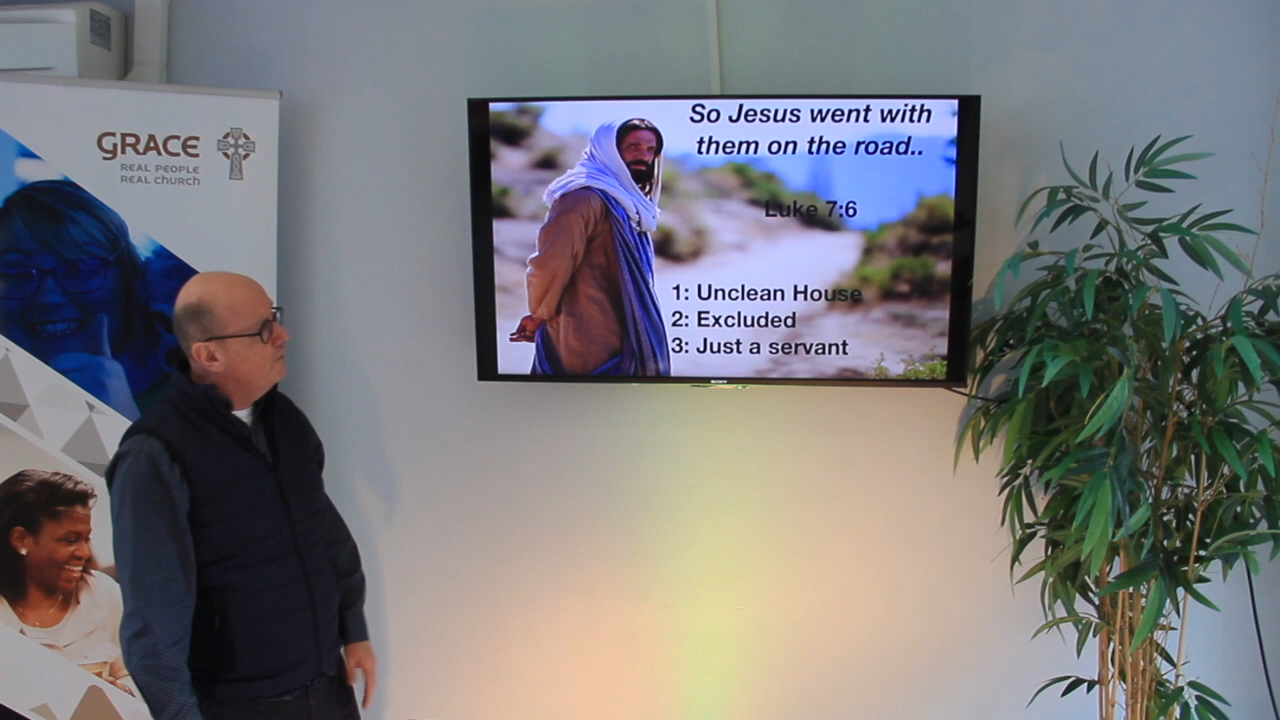 GRACE
REAL PEOPLE
REAL CHURCH
So Jesus went with
them on the road..
Luke 7:6
1: Unclean House
2: Excluded
3: Just a servant
SONY